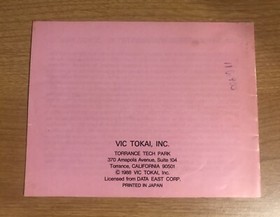 VIC TOKAI, INC.
TORRANCE TECH PARK
370 Amapola Avenue, Suite 104
Torrance, California 90501
© 1988 VIC TOKAI, Inc.
Licensed from DATA EAST CORP.
PRINTED IN JAPAN